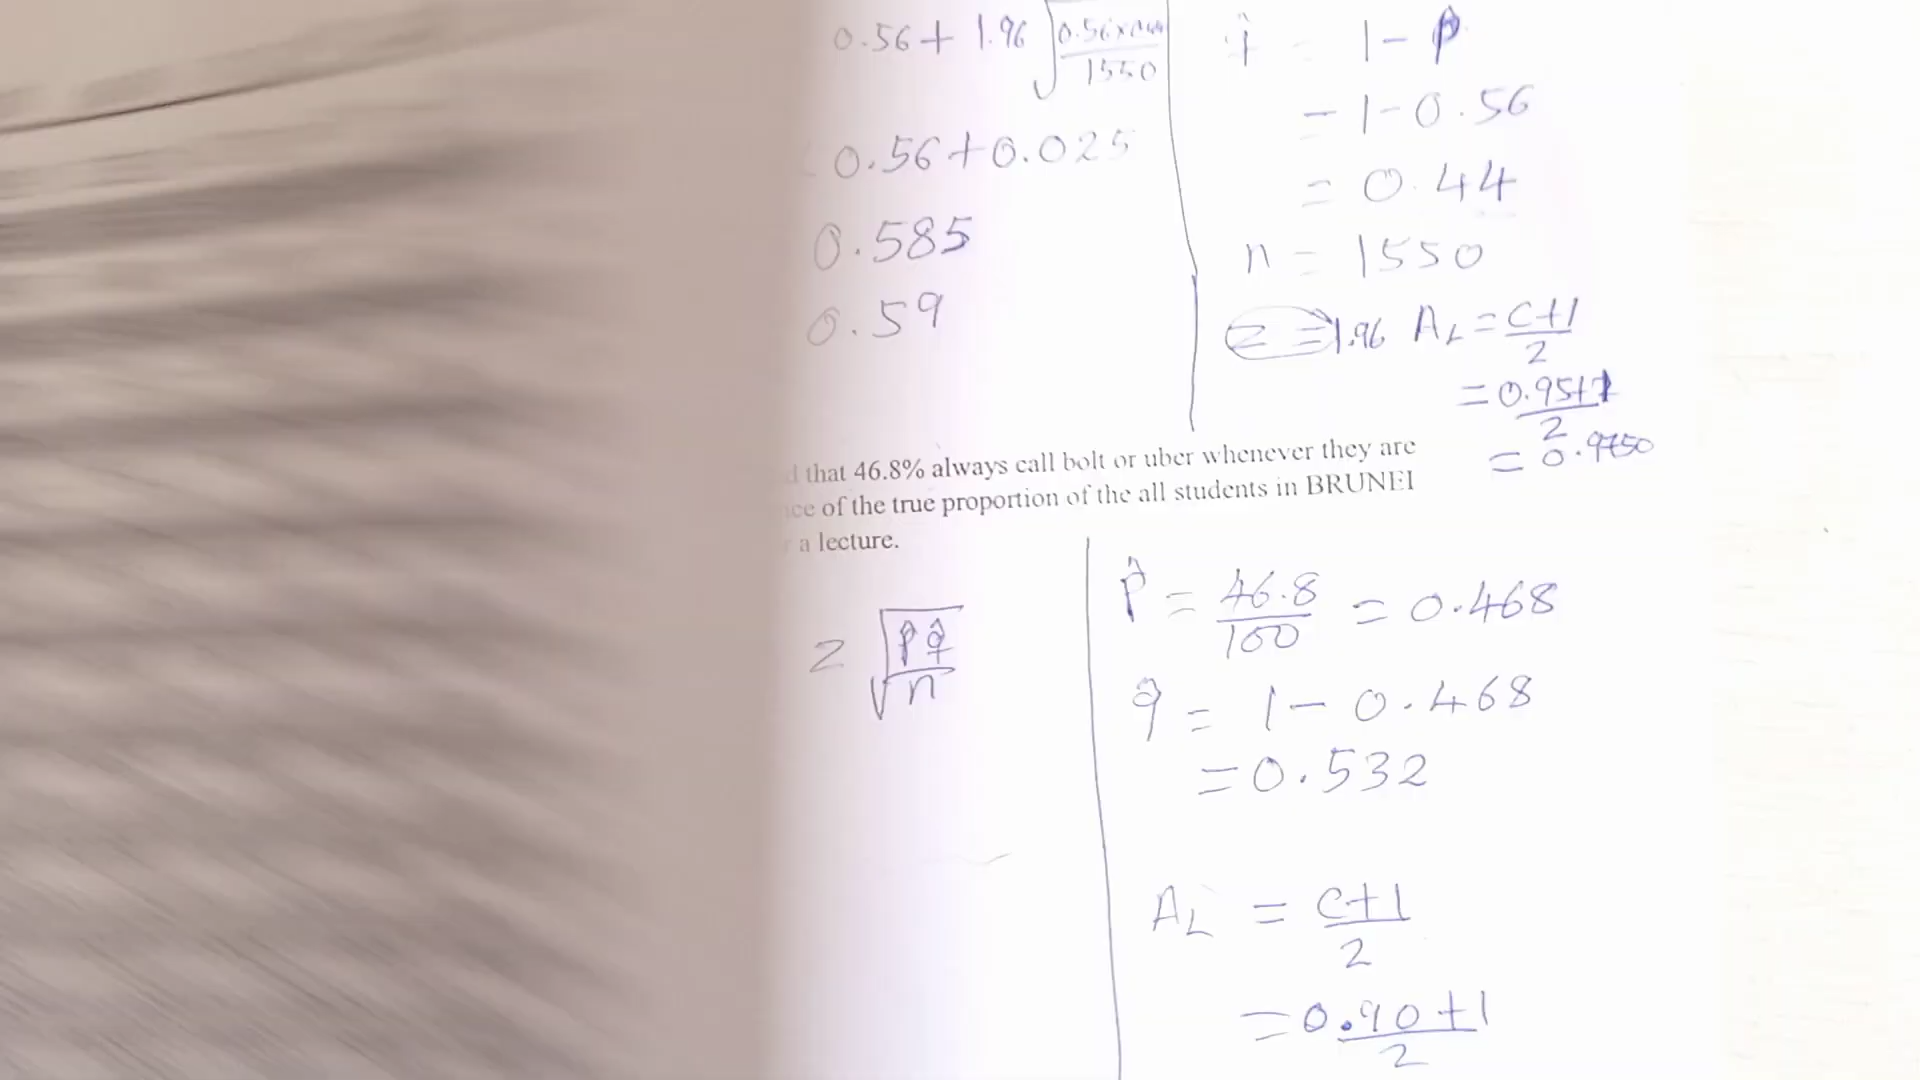 0.56 + 1.96 √(0.56×0.44/1550)
0.56 + 0.025
0.585
0.59
= 1 - p̂
= 1 - 0.56
= 0.44
n = 1550
z = 1.96 A_L = c+1/2
= 0.95+1/2
= 0.9750
that 46.8% always call bolt or uber whenever they are
of the true proportion of the all students in BRUNEI
a lecture.
z √(p̂q̂/n)
p̂ = 46.8/100 = 0.468
q̂ = 1 - 0.468
= 0.532
A_L = c+1/2
= 0.90+1/2